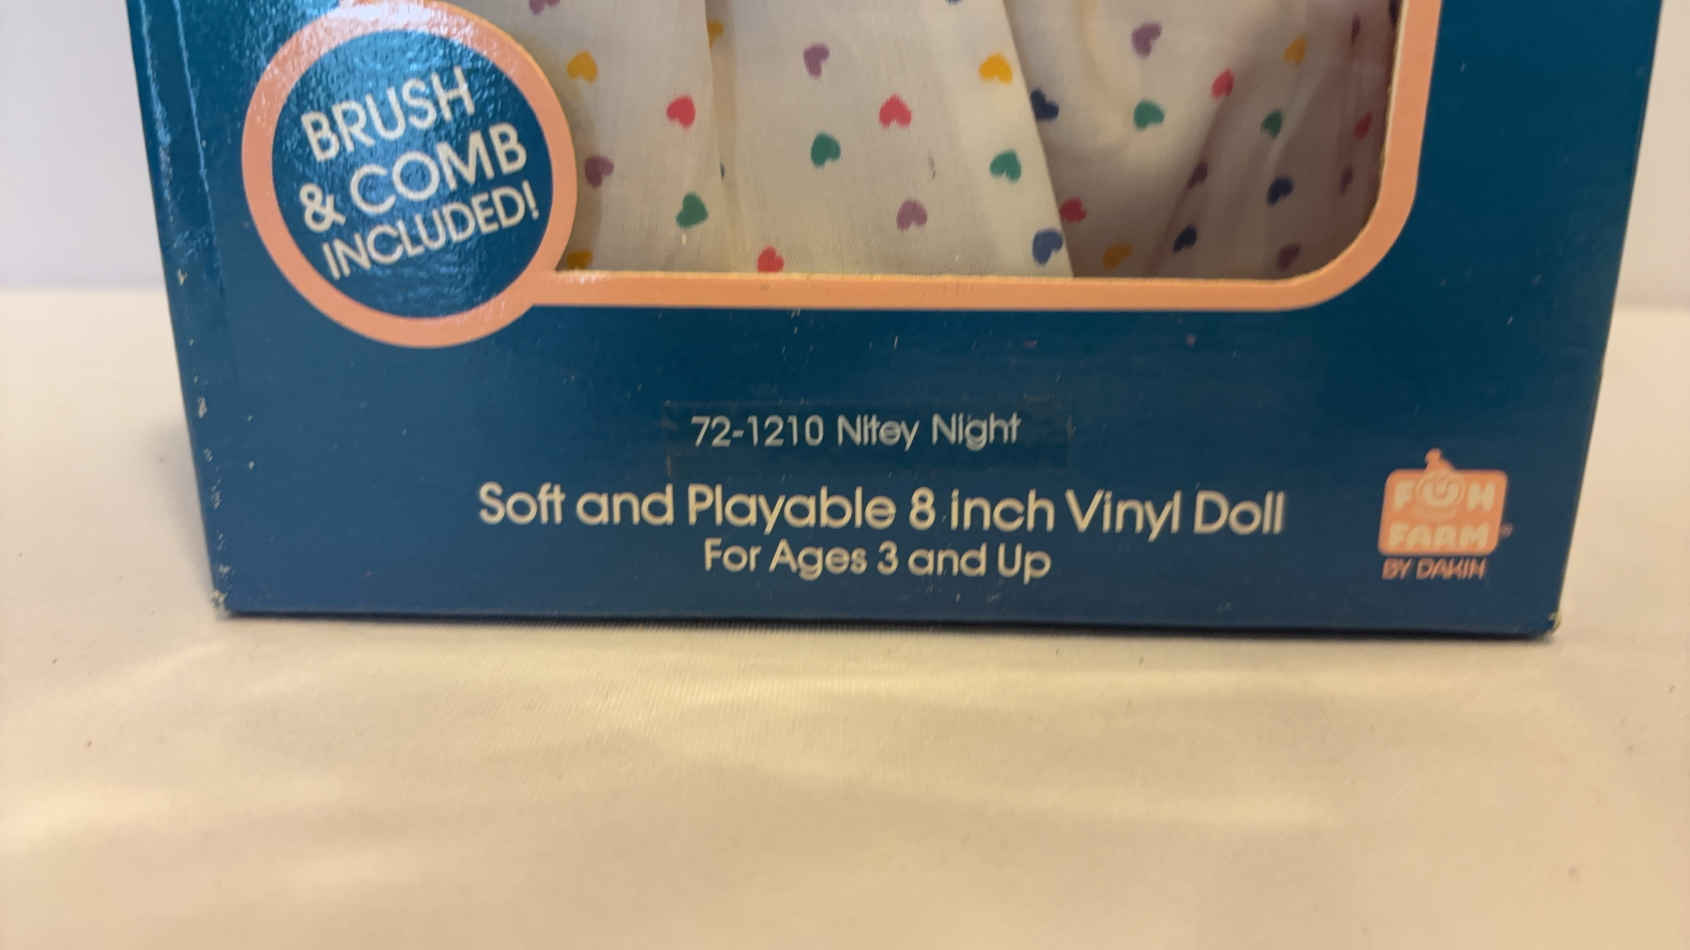 BRUSH
& COMB
INCLUDED!
72-1210 Nitey Night
Soft and Playable 8 inch Vinyl Doll
For Ages 3 and Up
FUN
FARM
BY DAKIN